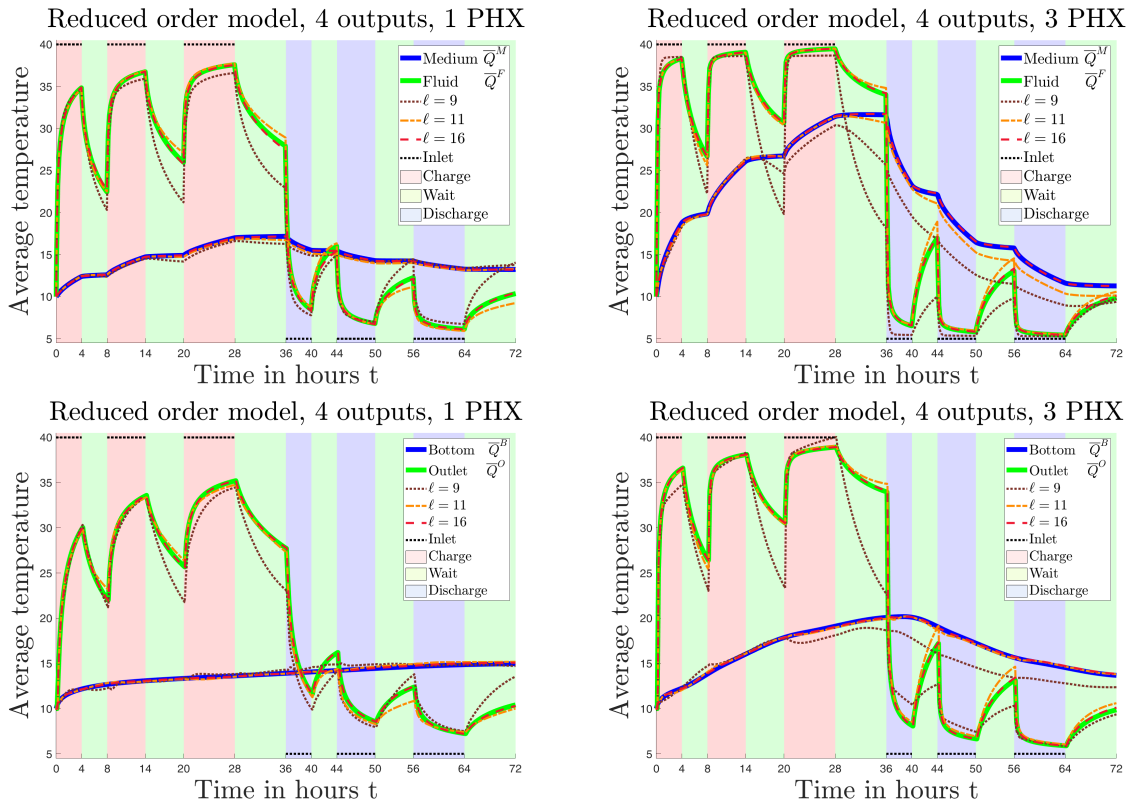 Reduced order model, 4 outputs, 1 PHX
Average temperature
40
35
30
25
20
15
10
5
Medium Q̅ᴹ
Fluid Q̅ꟳ
ℓ = 9
ℓ = 11
ℓ = 16
Inlet
Charge
Wait
Discharge
0 4 8 14 20 28 36 40 44 50 56 64 72
Time in hours t
Reduced order model, 4 outputs, 3 PHX
Average temperature
40
35
30
25
20
15
10
5
Medium Q̅ᴹ
Fluid Q̅ꟳ
ℓ = 9
ℓ = 11
ℓ = 16
Inlet
Charge
Wait
Discharge
0 4 8 14 20 28 36 40 44 50 56 64 72
Time in hours t
Reduced order model, 4 outputs, 1 PHX
Average temperature
40
35
30
25
20
15
10
5
Bottom Q̅ᴮ
Outlet Q̅ᴼ
ℓ = 9
ℓ = 11
ℓ = 16
Inlet
Charge
Wait
Discharge
0 4 8 14 20 28 36 40 44 50 56 64 72
Time in hours t
Reduced order model, 4 outputs, 3 PHX
Average temperature
40
35
30
25
20
15
10
5
Bottom Q̅ᴮ
Outlet Q̅ᴼ
ℓ = 9
ℓ = 11
ℓ = 16
Inlet
Charge
Wait
Discharge
0 4 8 14 20 28 36 40 44 50 56 64 72
Time in hours t